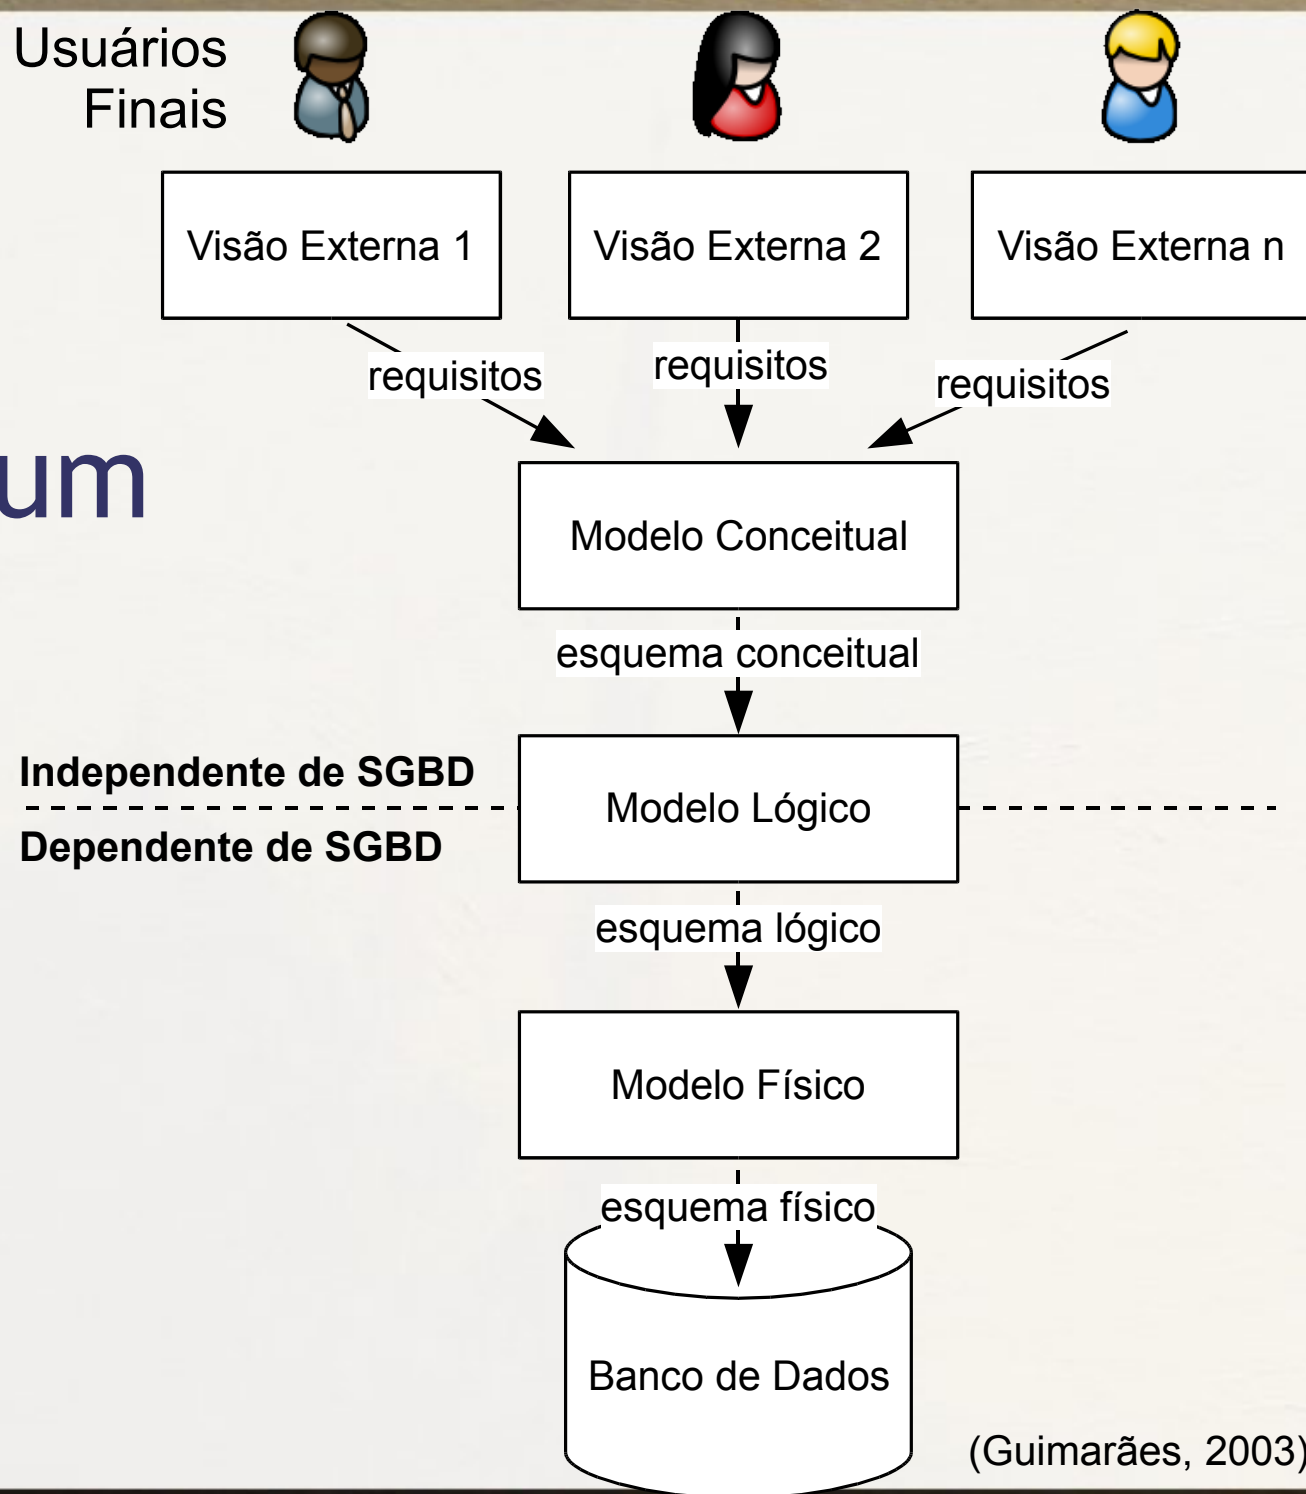 Usuários
Finais
Visão Externa 1
Visão Externa 2
Visão Externa n
requisitos
requisitos
requisitos
um
Modelo Conceitual
esquema conceitual
Independente de SGBD
Modelo Lógico
Dependente de SGBD
esquema lógico
Modelo Físico
esquema físico
Banco de Dados
(Guimarães, 2003)